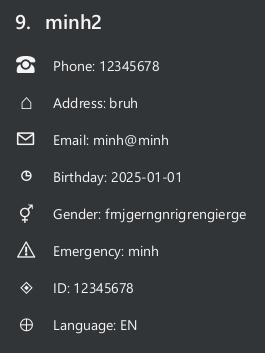 9. minh2
Phone: 12345678
Address: bruh
Email: minh@minh
Birthday: 2025-01-01
Gender: fmjgerngnrigrengierge
Emergency: minh
ID: 12345678
Language: EN